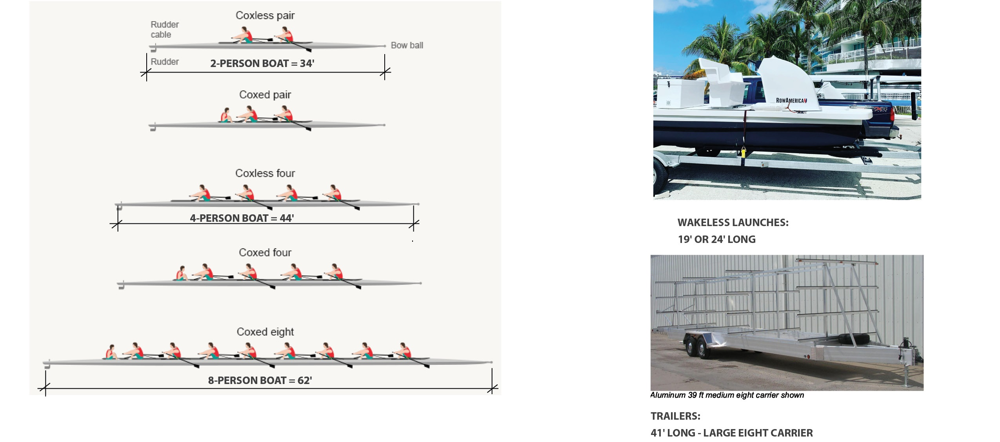 Coxless pair
Rudder
cable
Bow ball
Rudder
2-PERSON BOAT = 34'
Coxed pair
Coxless four
4-PERSON BOAT = 44'
Coxed four
Coxed eight
8-PERSON BOAT = 62'
ROWAMERICA
X4
WAKELESS LAUNCHES:
19' OR 24' LONG
Aluminum 39 ft medium eight carrier shown
TRAILERS:
41' LONG - LARGE EIGHT CARRIER